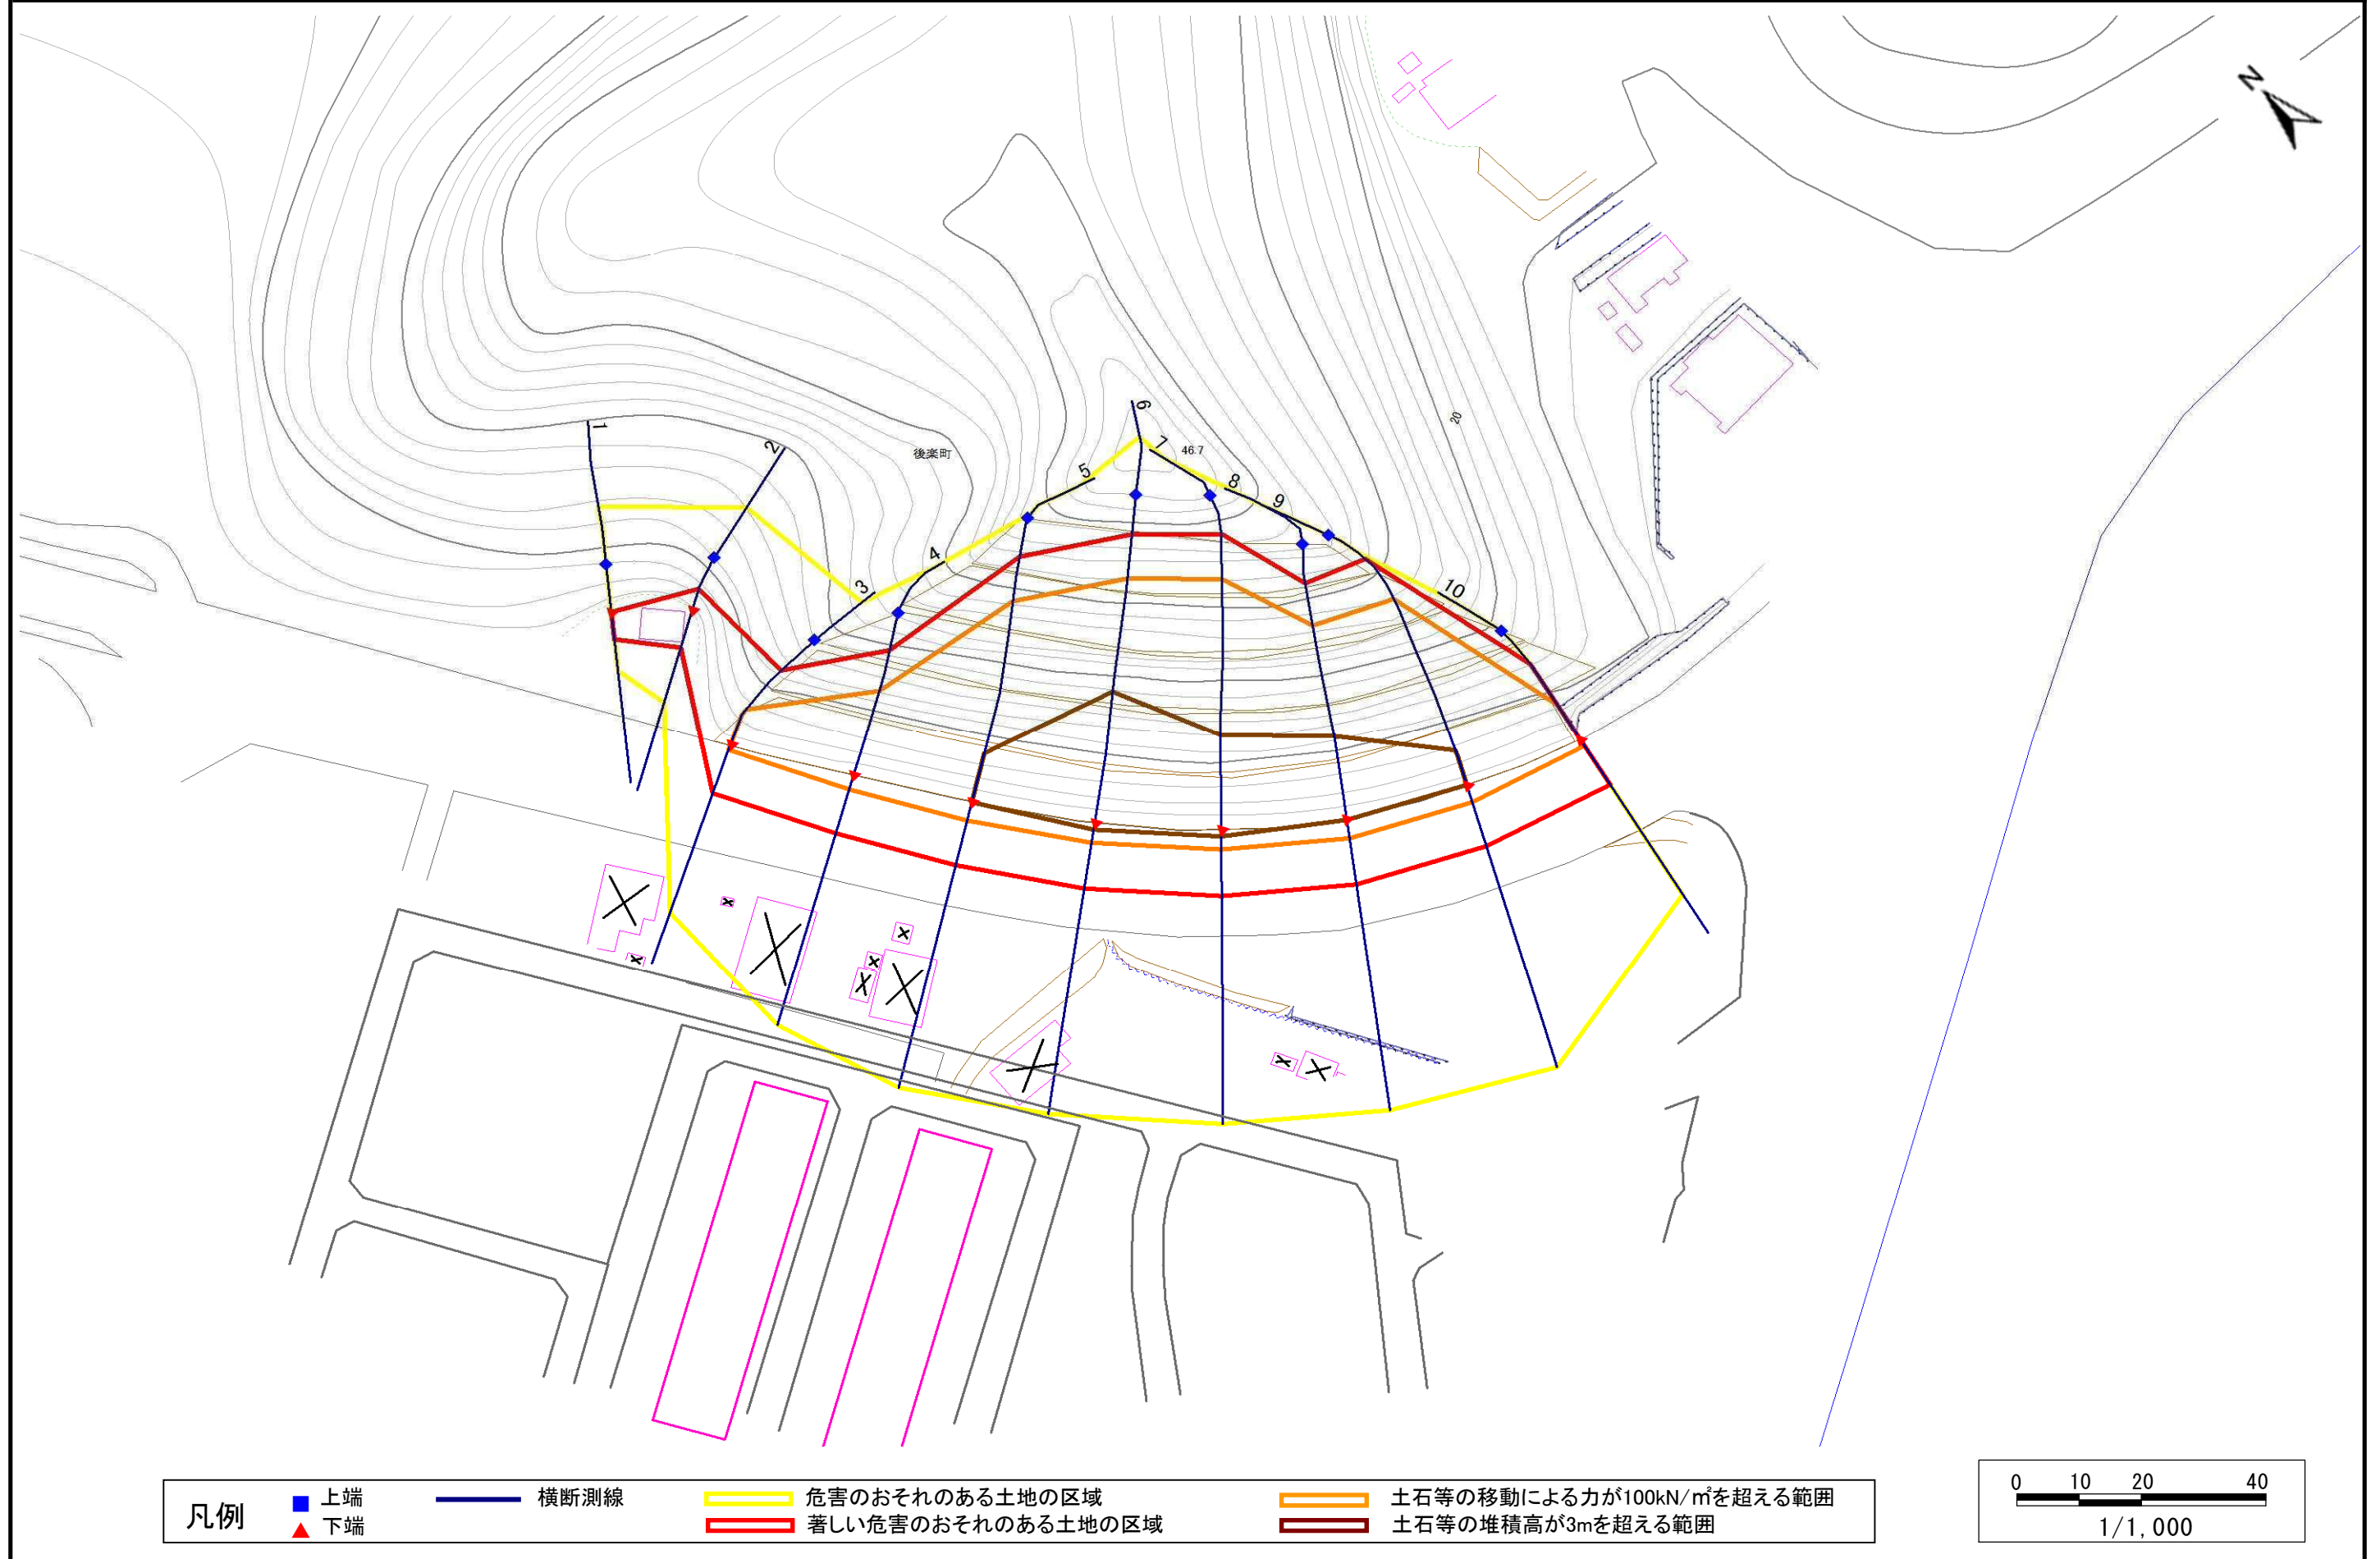 N
20
1
2
後楽町
6
7
46.7
5
8
9
4
3
10
凡例
上端
下端
横断測線
危害のおそれのある土地の区域
著しい危害のおそれのある土地の区域
土石等の移動による力が100kN/㎡を超える範囲
土石等の堆積高が3mを超える範囲
0 10 20 40
1/1,000